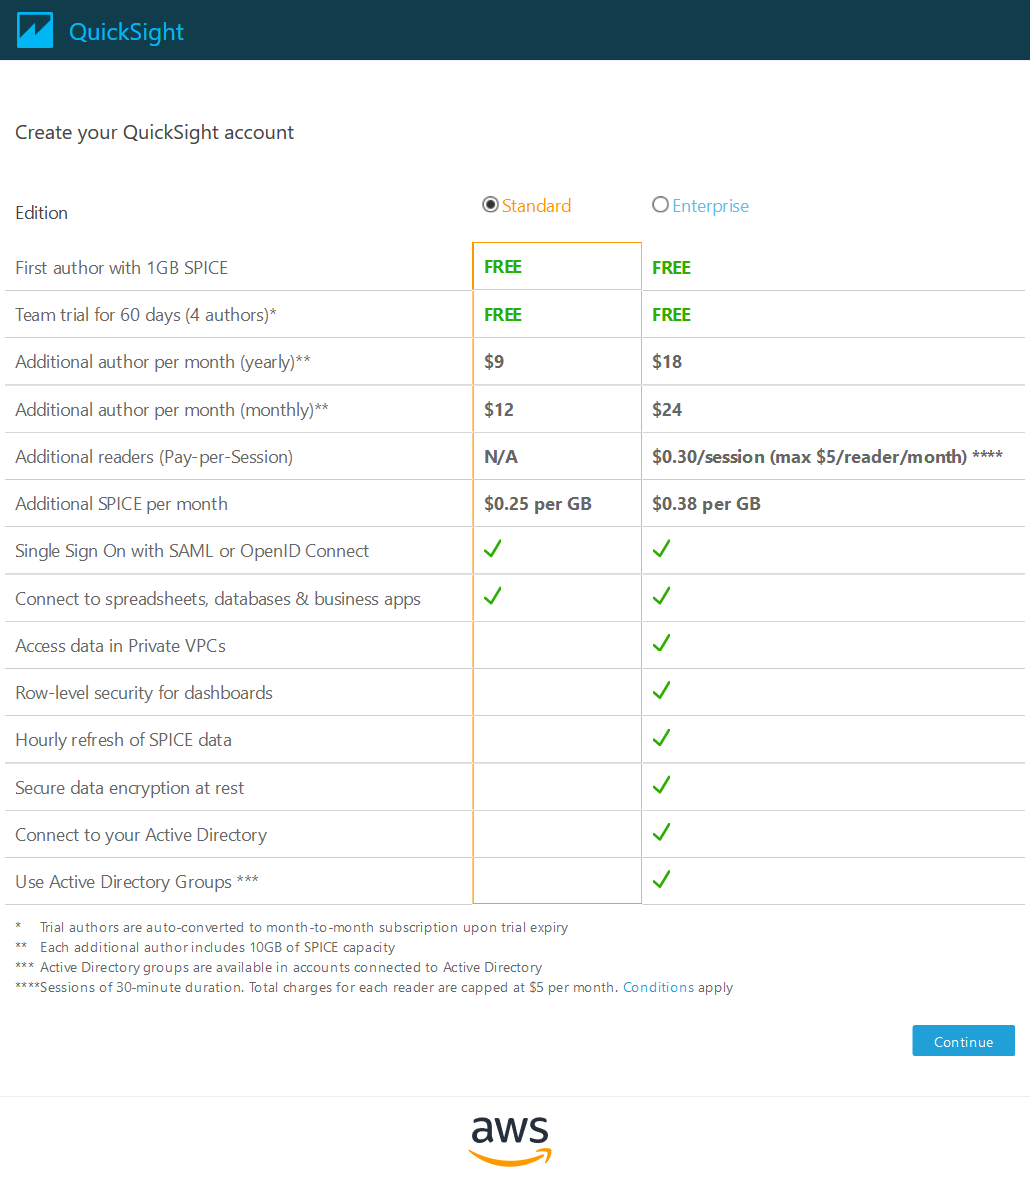 QuickSight
Create your QuickSight account
Edition Standard Enterprise
First author with 1GB SPICE FREE FREE
Team trial for 60 days (4 authors)* FREE FREE
Additional author per month (yearly)** $9 $18
Additional author per month (monthly)** $12 $24
Additional readers (Pay-per-Session) N/A $0.30/session (max $5/reader/month) ****
Additional SPICE per month $0.25 per GB $0.38 per GB
Single Sign On with SAML or OpenID Connect
Connect to spreadsheets, databases & business apps
Access data in Private VPCs
Row-level security for dashboards
Hourly refresh of SPICE data
Secure data encryption at rest
Connect to your Active Directory
Use Active Directory Groups ***
* Trial authors are auto-converted to month-to-month subscription upon trial expiry
** Each additional author includes 10GB of SPICE capacity
*** Active Directory groups are available in accounts connected to Active Directory
****Sessions of 30-minute duration. Total charges for each reader are capped at $5 per month. Conditions apply
Continue
aws